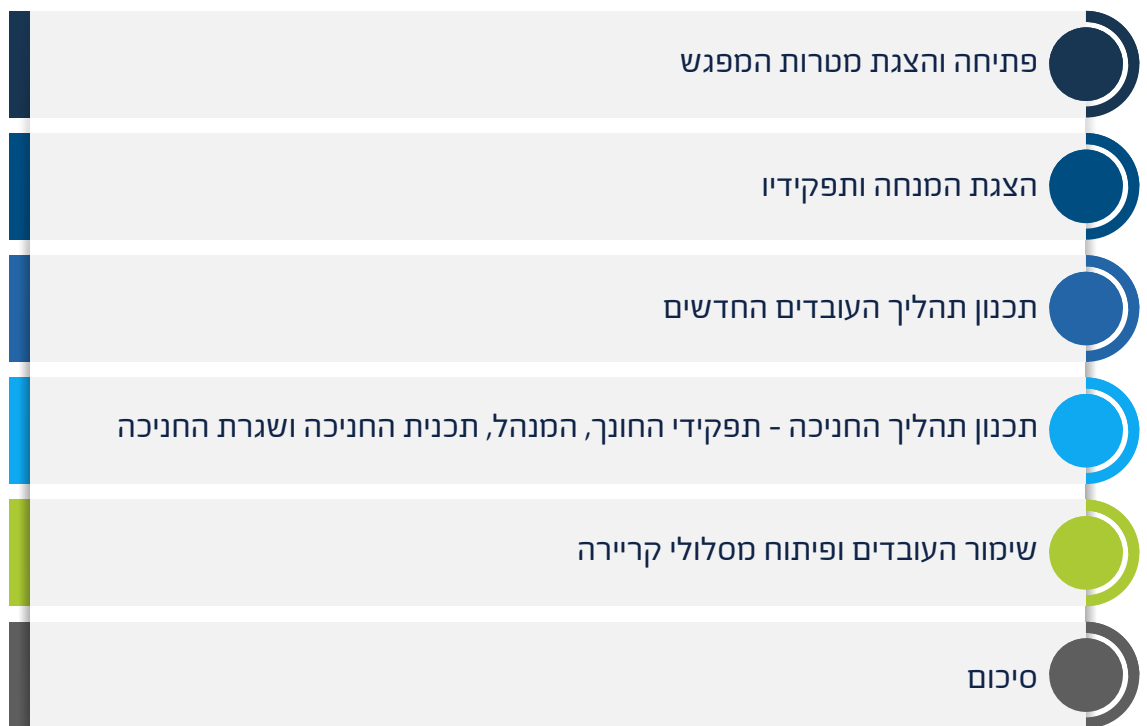 פתיחה והצגת מטרות המפגש
הצגת המנחה ותפקידיו
תכנון תהליך העובדים החדשים
תכנון תהליך החניכה - תפקידי החונך, המנהל, תכנית החניכה ושגרת החניכה
שימור העובדים ופיתוח מסלולי קריירה
סיכום